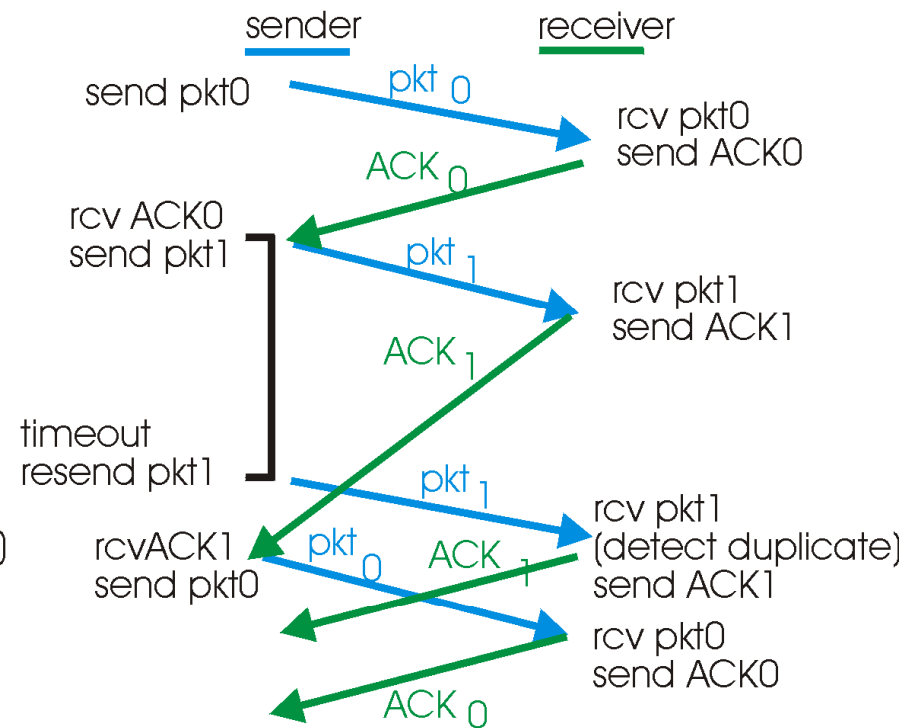 sender
receiver
send pkt0
pkt 0
rcv pkt0
send ACK0
ACK 0
rcv ACK0
send pkt1
pkt 1
rcv pkt1
send ACK1
ACK 1
timeout
resend pkt1
pkt 1
rcv pkt1
(detect duplicate)
send ACK1
)
rcvACK1
send pkt0
pkt 0
ACK 1
rcv pkt0
send ACK0
ACK 0